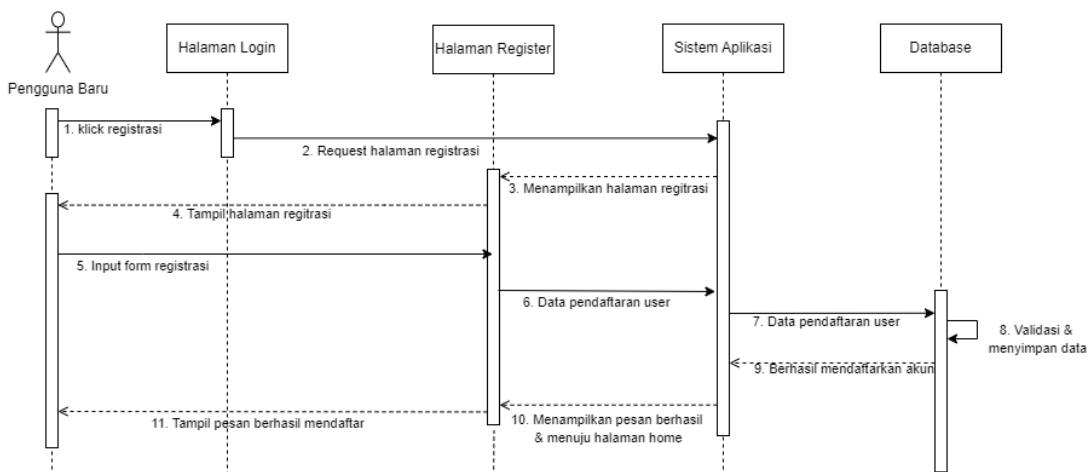 Halaman Login
Halaman Register
Sistem Aplikasi
Database
Pengguna Baru
1. klick registrasi
2. Request halaman registrasi
3. Menampilkan halaman regitrasi
4. Tampil halaman regitrasi
5. Input form registrasi
6. Data pendaftaran user
7. Data pendaftaran user
8. Validasi &
menyimpan data
9. Berhasil mendaftarkan akun
10. Menampilkan pesan berhasil
& menuju halaman home
11. Tampil pesan berhasil mendaftar